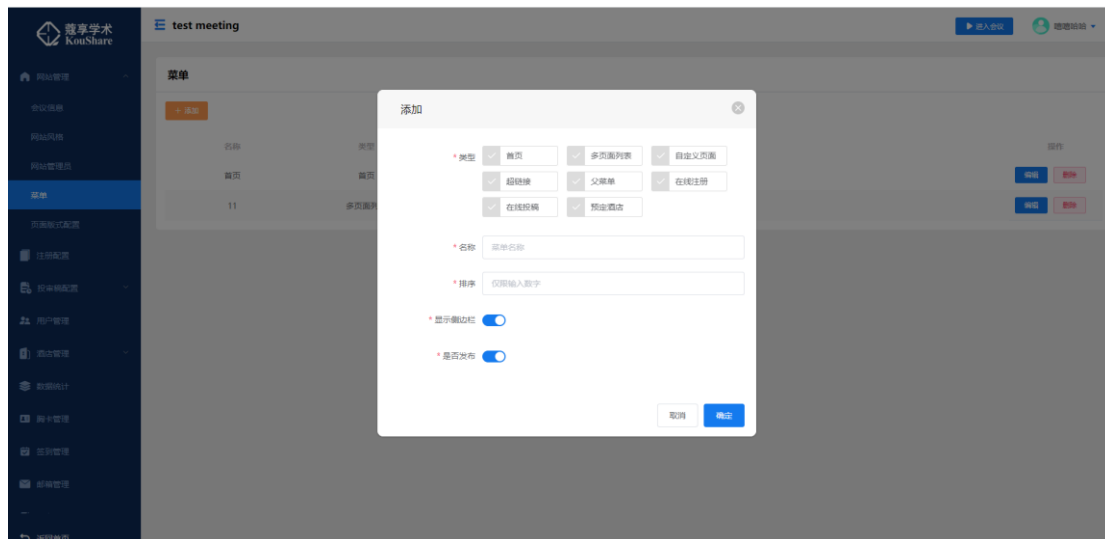 蔻享学术
KouShare
test meeting
进入会议
嘻嘻哈哈
网站管理
会议信息
网站风格
网站管理员
菜单
页面版式配置
注册配置
投审稿配置
用户管理
酒店管理
数据统计
胸卡管理
签到管理
邮箱管理
返回首页
菜单
+ 添加
名称
类型
操作
首页
首页
编辑
删除
11
多页面列
编辑
删除
添加
* 类型
首页
多页面列表
自定义页面
超链接
父菜单
在线注册
在线投稿
预定酒店
* 名称
菜单名称
* 排序
仅限输入数字
* 显示侧边栏
* 是否发布
取消
确定